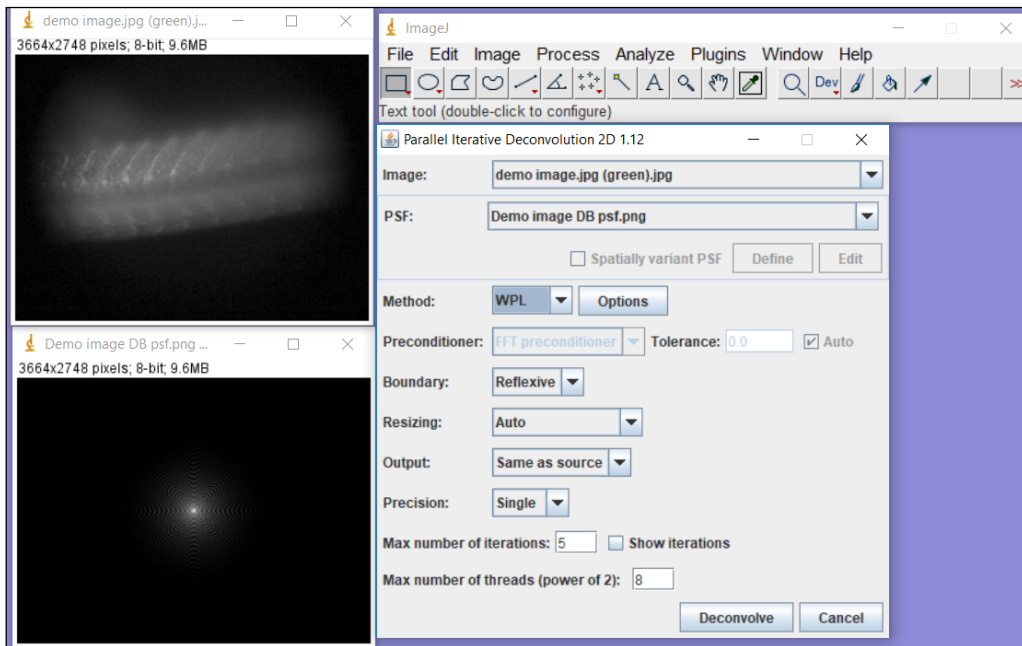 demo image.jpg (green).j...
3664x2748 pixels; 8-bit; 9.6MB
Demo image DB psf.png ...
3664x2748 pixels; 8-bit; 9.6MB
ImageJ
File Edit Image Process Analyze Plugins Window Help
A Dev
Text tool (double-click to configure)
Parallel Iterative Deconvolution 2D 1.12
Image: demo image.jpg (green).jpg
PSF: Demo image DB psf.png
Spatially variant PSF Define Edit
Method: WPL Options
Preconditioner: FFT preconditioner Tolerance: 0.0 Auto
Boundary: Reflexive
Resizing: Auto
Output: Same as source
Precision: Single
Max number of iterations: 5 Show iterations
Max number of threads (power of 2): 8
Deconvolve Cancel